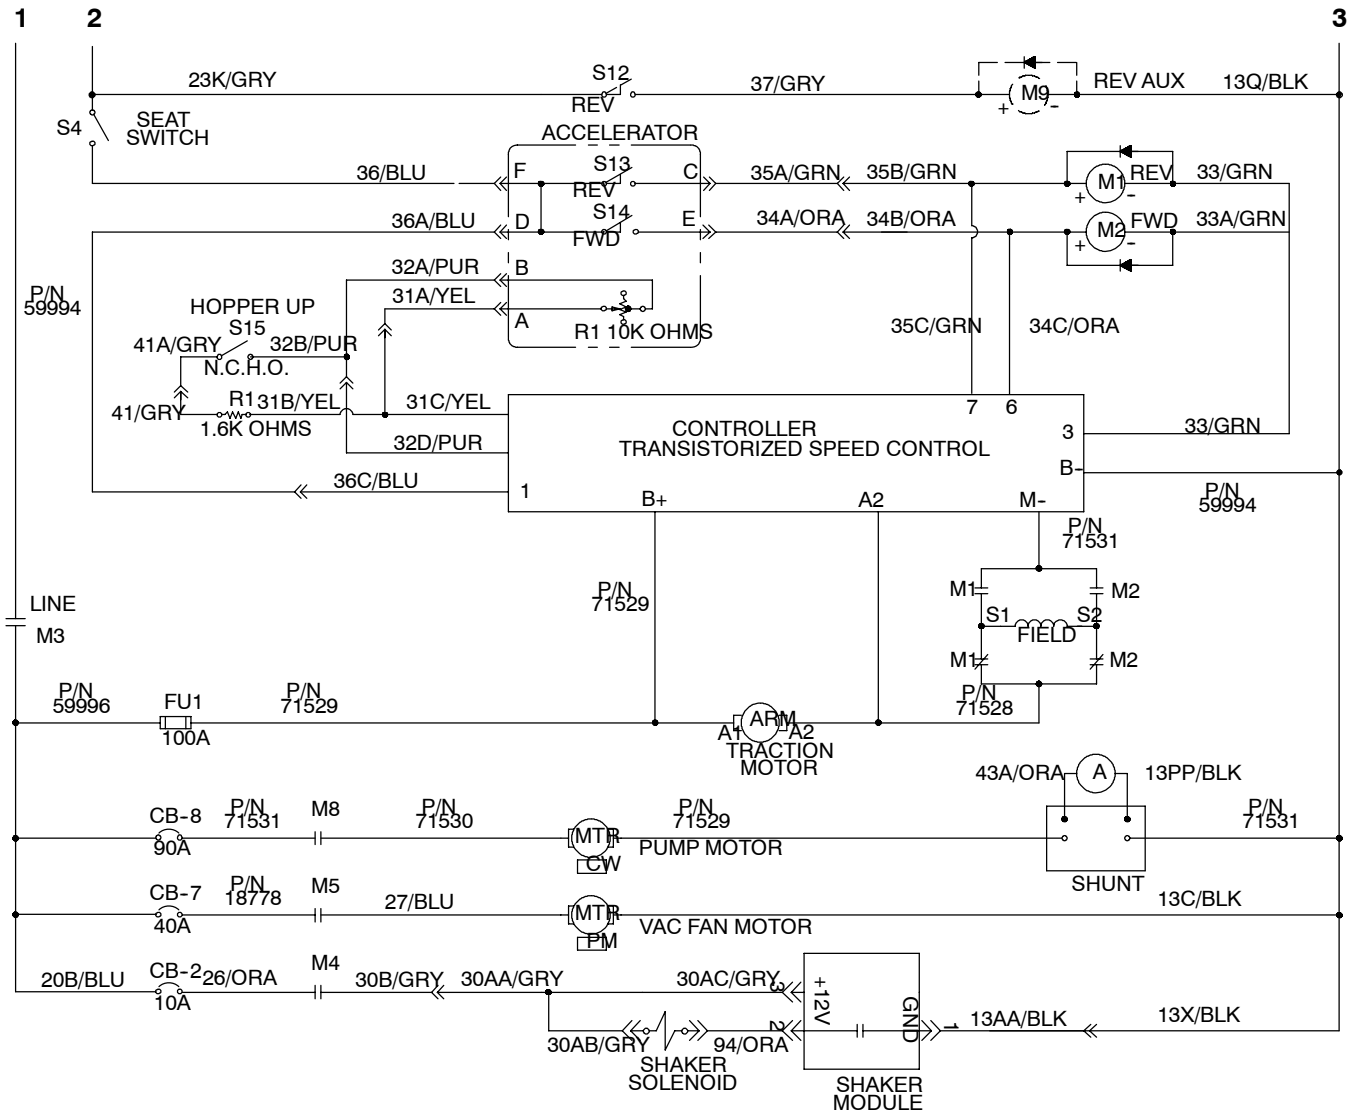 1 2 3
23K/GRY S12 37/GRY M9 REV AUX 13Q/BLK
REV + -
S4 SEAT
SWITCH
ACCELERATOR
36/BLU F S13 C 35A/GRN 35B/GRN M1 REV 33/GRN
REV + -
36A/BLU D S14 E 34A/ORA 34B/ORA M2 FWD 33A/GRN
FWD + -
32A/PUR B
P/N
59994
31A/YEL A
R1 10K OHMS
HOPPER UP
S15
41A/GRY 32B/PUR
N.C.H.O.
35C/GRN 34C/ORA
41/GRY R1 31B/YEL 31C/YEL
1.6K OHMS
7 6
CONTROLLER
TRANSISTORIZED SPEED CONTROL
3 33/GRN
32D/PUR
B-
36C/BLU 1
B+ A2 M-
P/N
59994
P/N
71531
P/N
71529
M1 M2
LINE
M3
S1 S2
FIELD
M1 M2
P/N
59996
FU1
100A
P/N
71529
P/N
71528
A1 ARM A2
TRACTION
MOTOR
43A/ORA A 13PP/BLK
CB-8
90A
P/N
71531
M8
P/N
71530
MTR
CW
P/N
71529
PUMP MOTOR
P/N
71531
SHUNT
CB-7
40A
P/N
18778
M5
27/BLU
MTR
PM
VAC FAN MOTOR
13C/BLK
20B/BLU CB-2 26/ORA M4 30B/GRY 30AA/GRY 30AC/GRY 3 +12V
10A
GND
30AB/GRY 94/ORA 2 1 13AA/BLK 13X/BLK
SHAKER
SOLENOID
SHAKER
MODULE